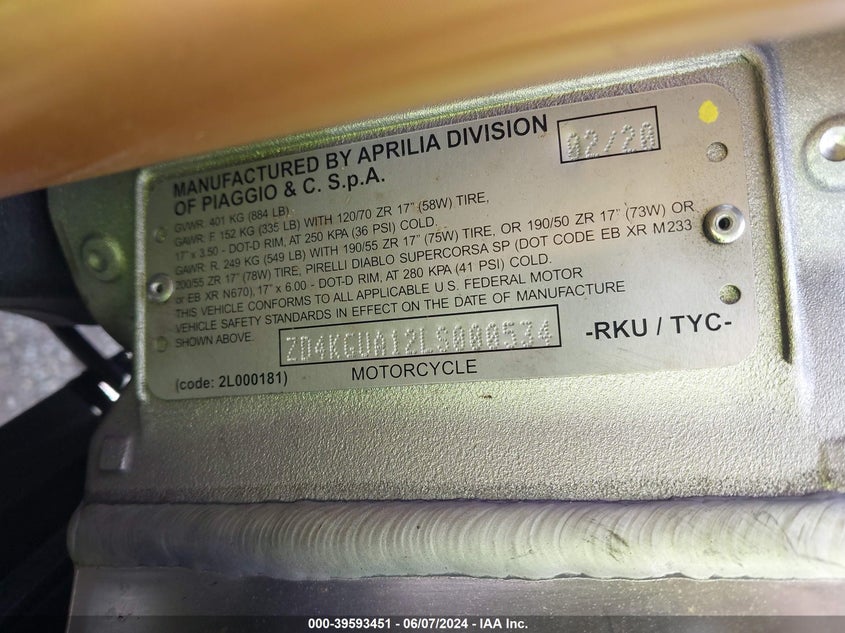 MANUFACTURED BY APRILIA DIVISION 02/20
OF PIAGGIO & C. S.p.A.
GVWR: 401 KG (884 LB)
GAWR: F. 152 KG (335 LB) WITH 120/70 ZR 17" (58W) TIRE,
17" x 3.50 - DOT-D RIM, AT 250 KPA (36 PSI) COLD.
GAWR: R. 249 KG (549 LB) WITH 190/55 ZR 17" (75W) TIRE, OR 190/50 ZR 17" (73W) OR
200/55 ZR 17" (78W) TIRE, PIRELLI DIABLO SUPERCORSA SP (DOT CODE EB XR M233
or EB XR N670), 17" x 6.00 - DOT-D RIM, AT 280 KPA (41 PSI) COLD.
THIS VEHICLE CONFORMS TO ALL APPLICABLE U.S. FEDERAL MOTOR
VEHICLE SAFETY STANDARDS IN EFFECT ON THE DATE OF MANUFACTURE
SHOWN ABOVE.
ZD4KGUA12LS000534 -RKU / TYC-
(code: 2L000181) MOTORCYCLE
000-39593451 - 06/07/2024 - IAA Inc.